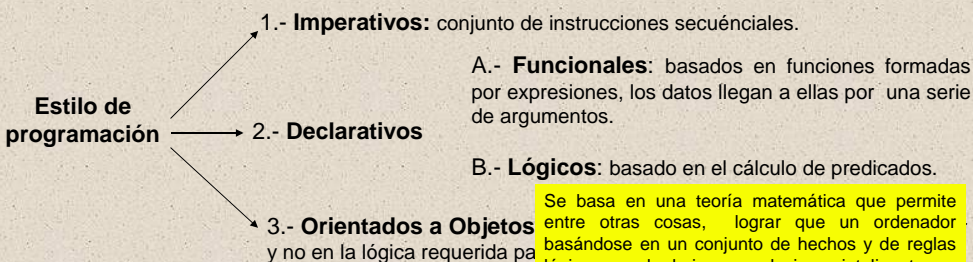 1.- Imperativos: conjunto de instrucciones secuénciales.
A.- Funcionales: basados en funciones formadas
por expresiones, los datos llegan a ellas por una serie
de argumentos.
Estilo de
programación
2.- Declarativos
B.- Lógicos: basado en el cálculo de predicados.
3.- Orientados a Objetos
y no en la lógica requerida pa
Se basa en una teoría matemática que permite
entre otras cosas, lograr que un ordenador
basándose en un conjunto de hechos y de reglas